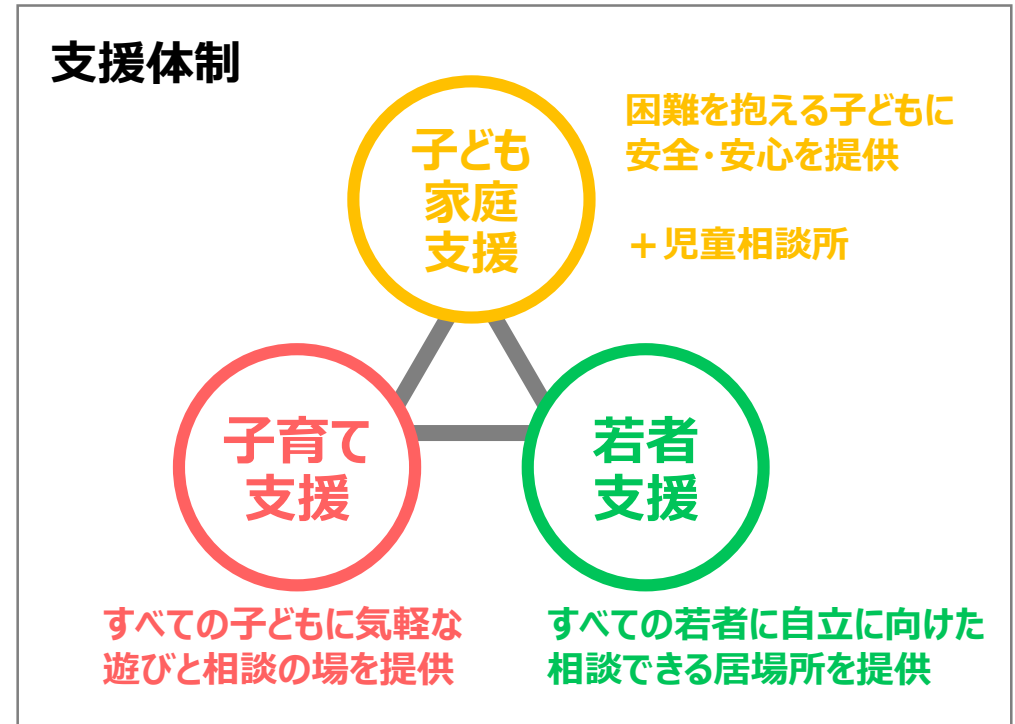 支援体制
子ども
家庭
支援
困難を抱える子どもに
安全・安心を提供
＋児童相談所
子育て
支援
若者
支援
すべての子どもに気軽な
遊びと相談の場を提供
すべての若者に自立に向けた
相談できる居場所を提供